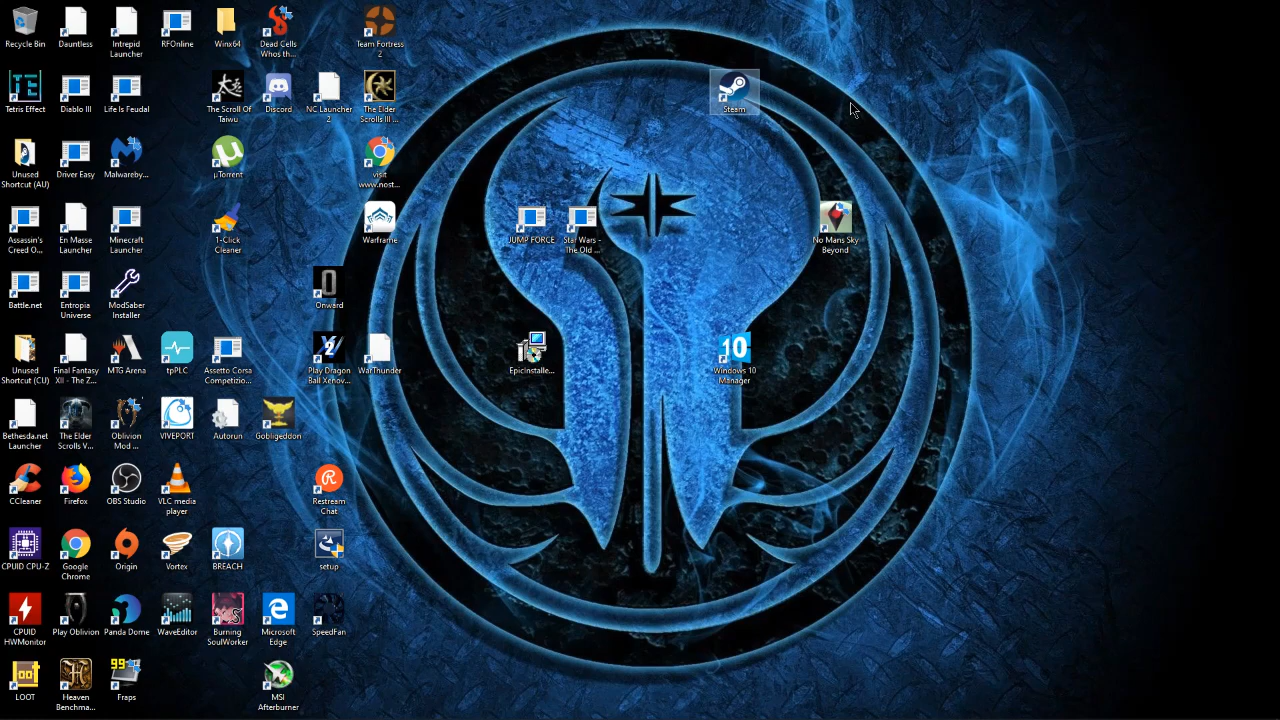 Recycle Bin
Dauntless
Intrepid
Launcher
RFOnline
Winx64
Dead Cells
Whos th...
Team Fortress
2
TE
Tetris Effect
Diablo III
Life Is Feudal
The Scroll Of
Taiwu
Discord
NC Launcher
2
The Elder
Scrolls III ...
Steam
Unused
Shortcut (AU)
Driver Easy
Malwareby...
µTorrent
visit
www.nost...
Assassin's
Creed O...
En Masse
Launcher
Minecraft
Launcher
1-Click
Cleaner
Warframe
JUMP FORCE
Star Wars -
The Old ...
No Mans Sky
Beyond
Battle.net
Entropia
Universe
ModSaber
Installer
Onward
Unused
Shortcut (CU)
Final Fantasy
XII - The Z...
MTG Arena
tpPLC
Assetto Corsa
Competizio...
Play Dragon
Ball Xenov...
WarThunder
EpicInstalle...
10
Windows 10
Manager
Bethesda.net
Launcher
The Elder
Scrolls V...
Oblivion
Mod ...
VIVEPORT
Autorun
Gobligeddon
CCleaner
Firefox
OBS Studio
VLC media
player
Restream
Chat
CPUID CPU-Z
Google
Chrome
Origin
Vortex
BREACH
setup
CPUID
HWMonitor
Play Oblivion
Panda Dome
WaveEditor
Burning
SoulWorker
Microsoft
Edge
SpeedFan
LOOT
Heaven
Benchma...
99
Fraps
MSI
Afterburner